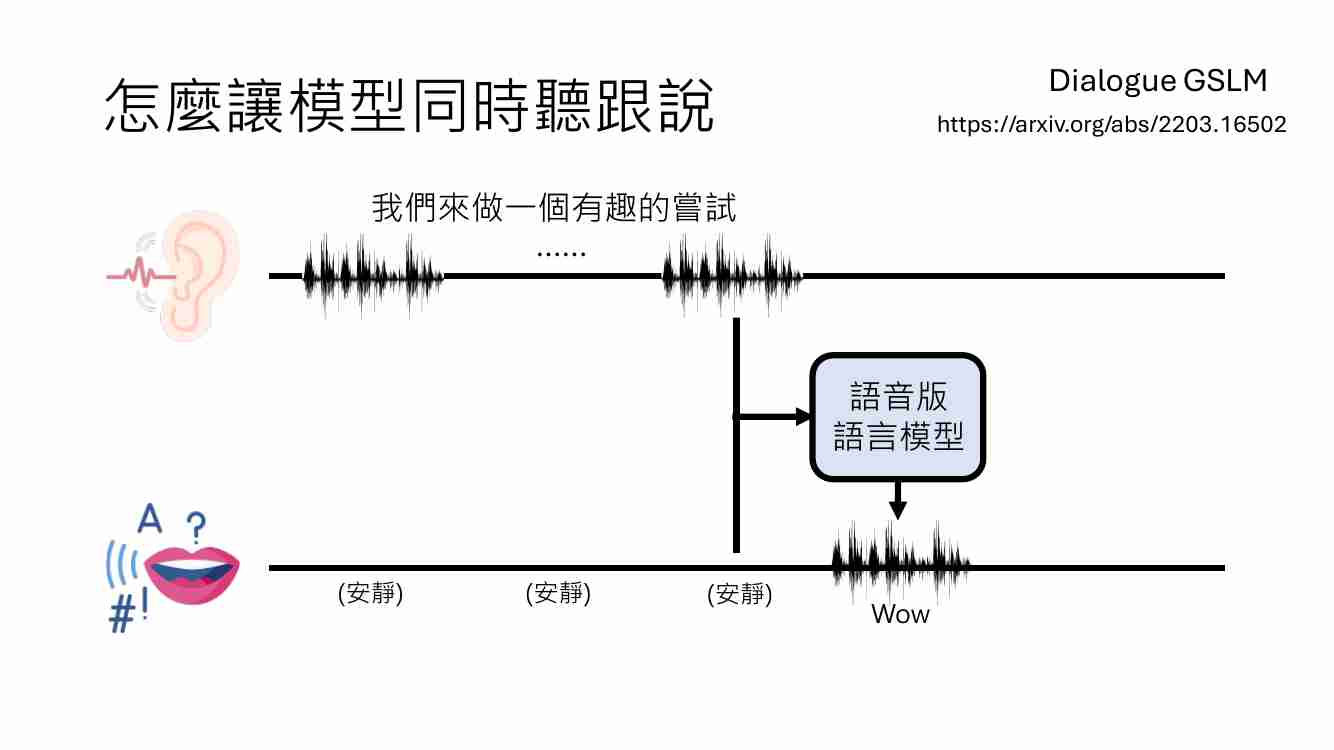 怎麼讓模型同時聽跟說
Dialogue GSLM
https://arxiv.org/abs/2203.16502
我們來做一個有趣的嘗試
......
語音版
語言模型
A ?
#!
(安靜) (安靜) (安靜)
Wow